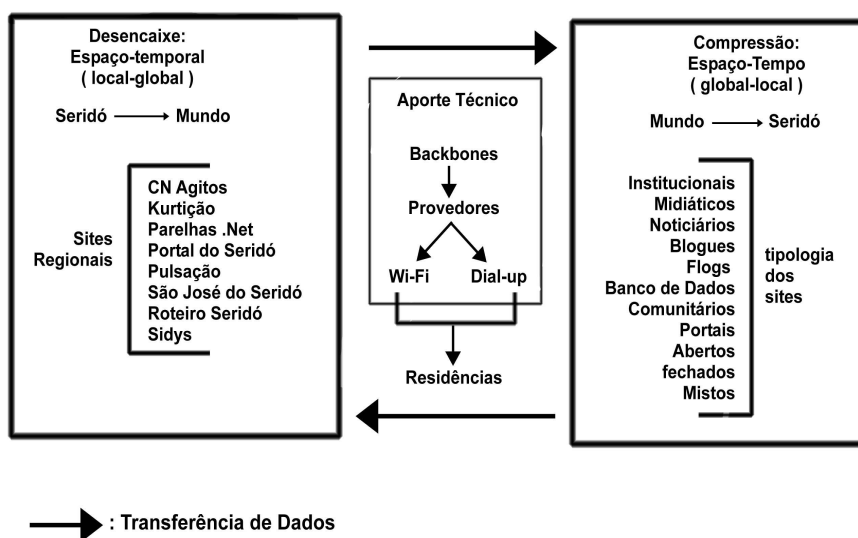 Desencaixe:
Espaço-temporal
( local-global )
Seridó Mundo
Sites
Regionais
CN Agitos
Kurtição
Parelhas .Net
Portal do Seridó
Pulsação
São José do Seridó
Roteiro Seridó
Sidys
Aporte Técnico
Backbones
Provedores
Wi-Fi Dial-up
Residências
Compressão:
Espaço-Tempo
( global-local )
Mundo Seridó
Institucionais
Midiáticos
Noticiários
Blogues
Flogs
Banco de Dados
Comunitários
Portais
Abertos
fechados
Mistos
tipologia
dos
sites
: Transferência de Dados